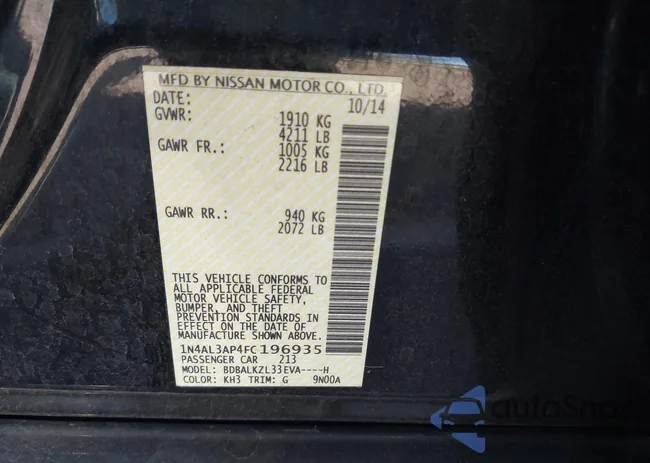 MFD BY NISSAN MOTOR CO., LTD.
DATE: 10/14
GVWR: 1910 KG
4211 LB
GAWR FR.: 1005 KG
2216 LB
GAWR RR.: 940 KG
2072 LB
THIS VEHICLE CONFORMS TO
ALL APPLICABLE FEDERAL
MOTOR VEHICLE SAFETY,
BUMPER, AND THEFT
PREVENTION STANDARDS IN
EFFECT ON THE DATE OF
MANUFACTURE SHOWN ABOVE.
1N4AL3AP4FC196935
PASSENGER CAR 213
MODEL: BDBALKZL33EVA----H
COLOR: KH3 TRIM: G 9N00A